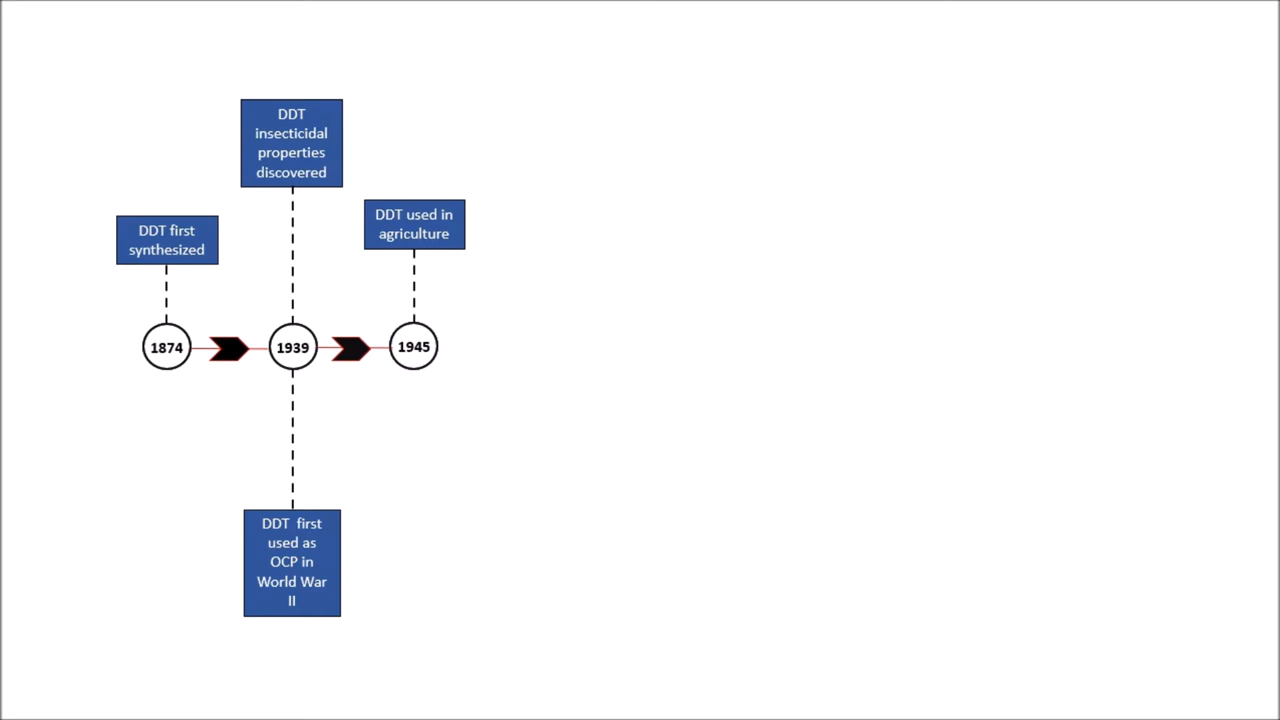 DDT
insecticidal
properties
discovered
DDT first
synthesized
DDT used in
agriculture
1874
1939
1945
DDT  first
used as
OCP in
World War
II